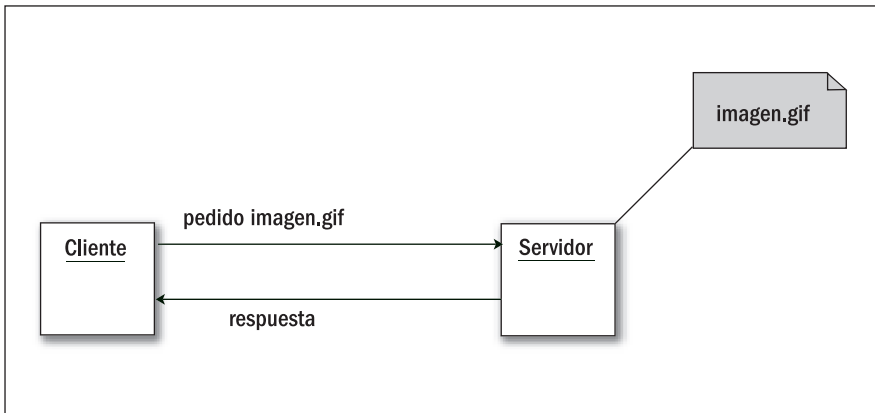 imagen.gif
pedido imagen.gif
Cliente
Servidor
respuesta